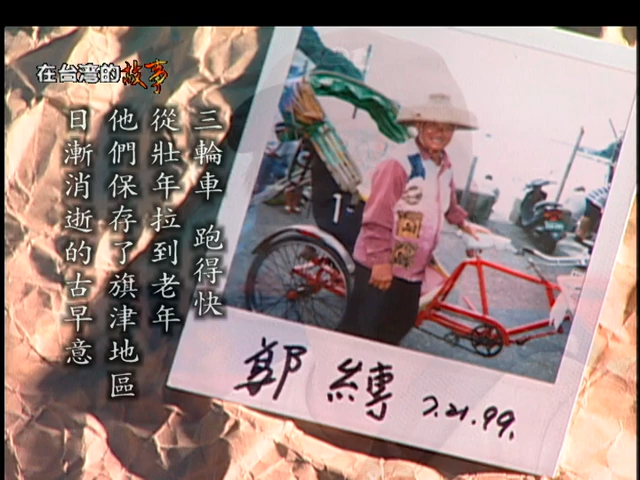 在台湾的故事
三輪車 跑得快
從壯年拉到老年
他們保存了旗津地區
日漸消逝的古早意
鄭縛
7.21.99.